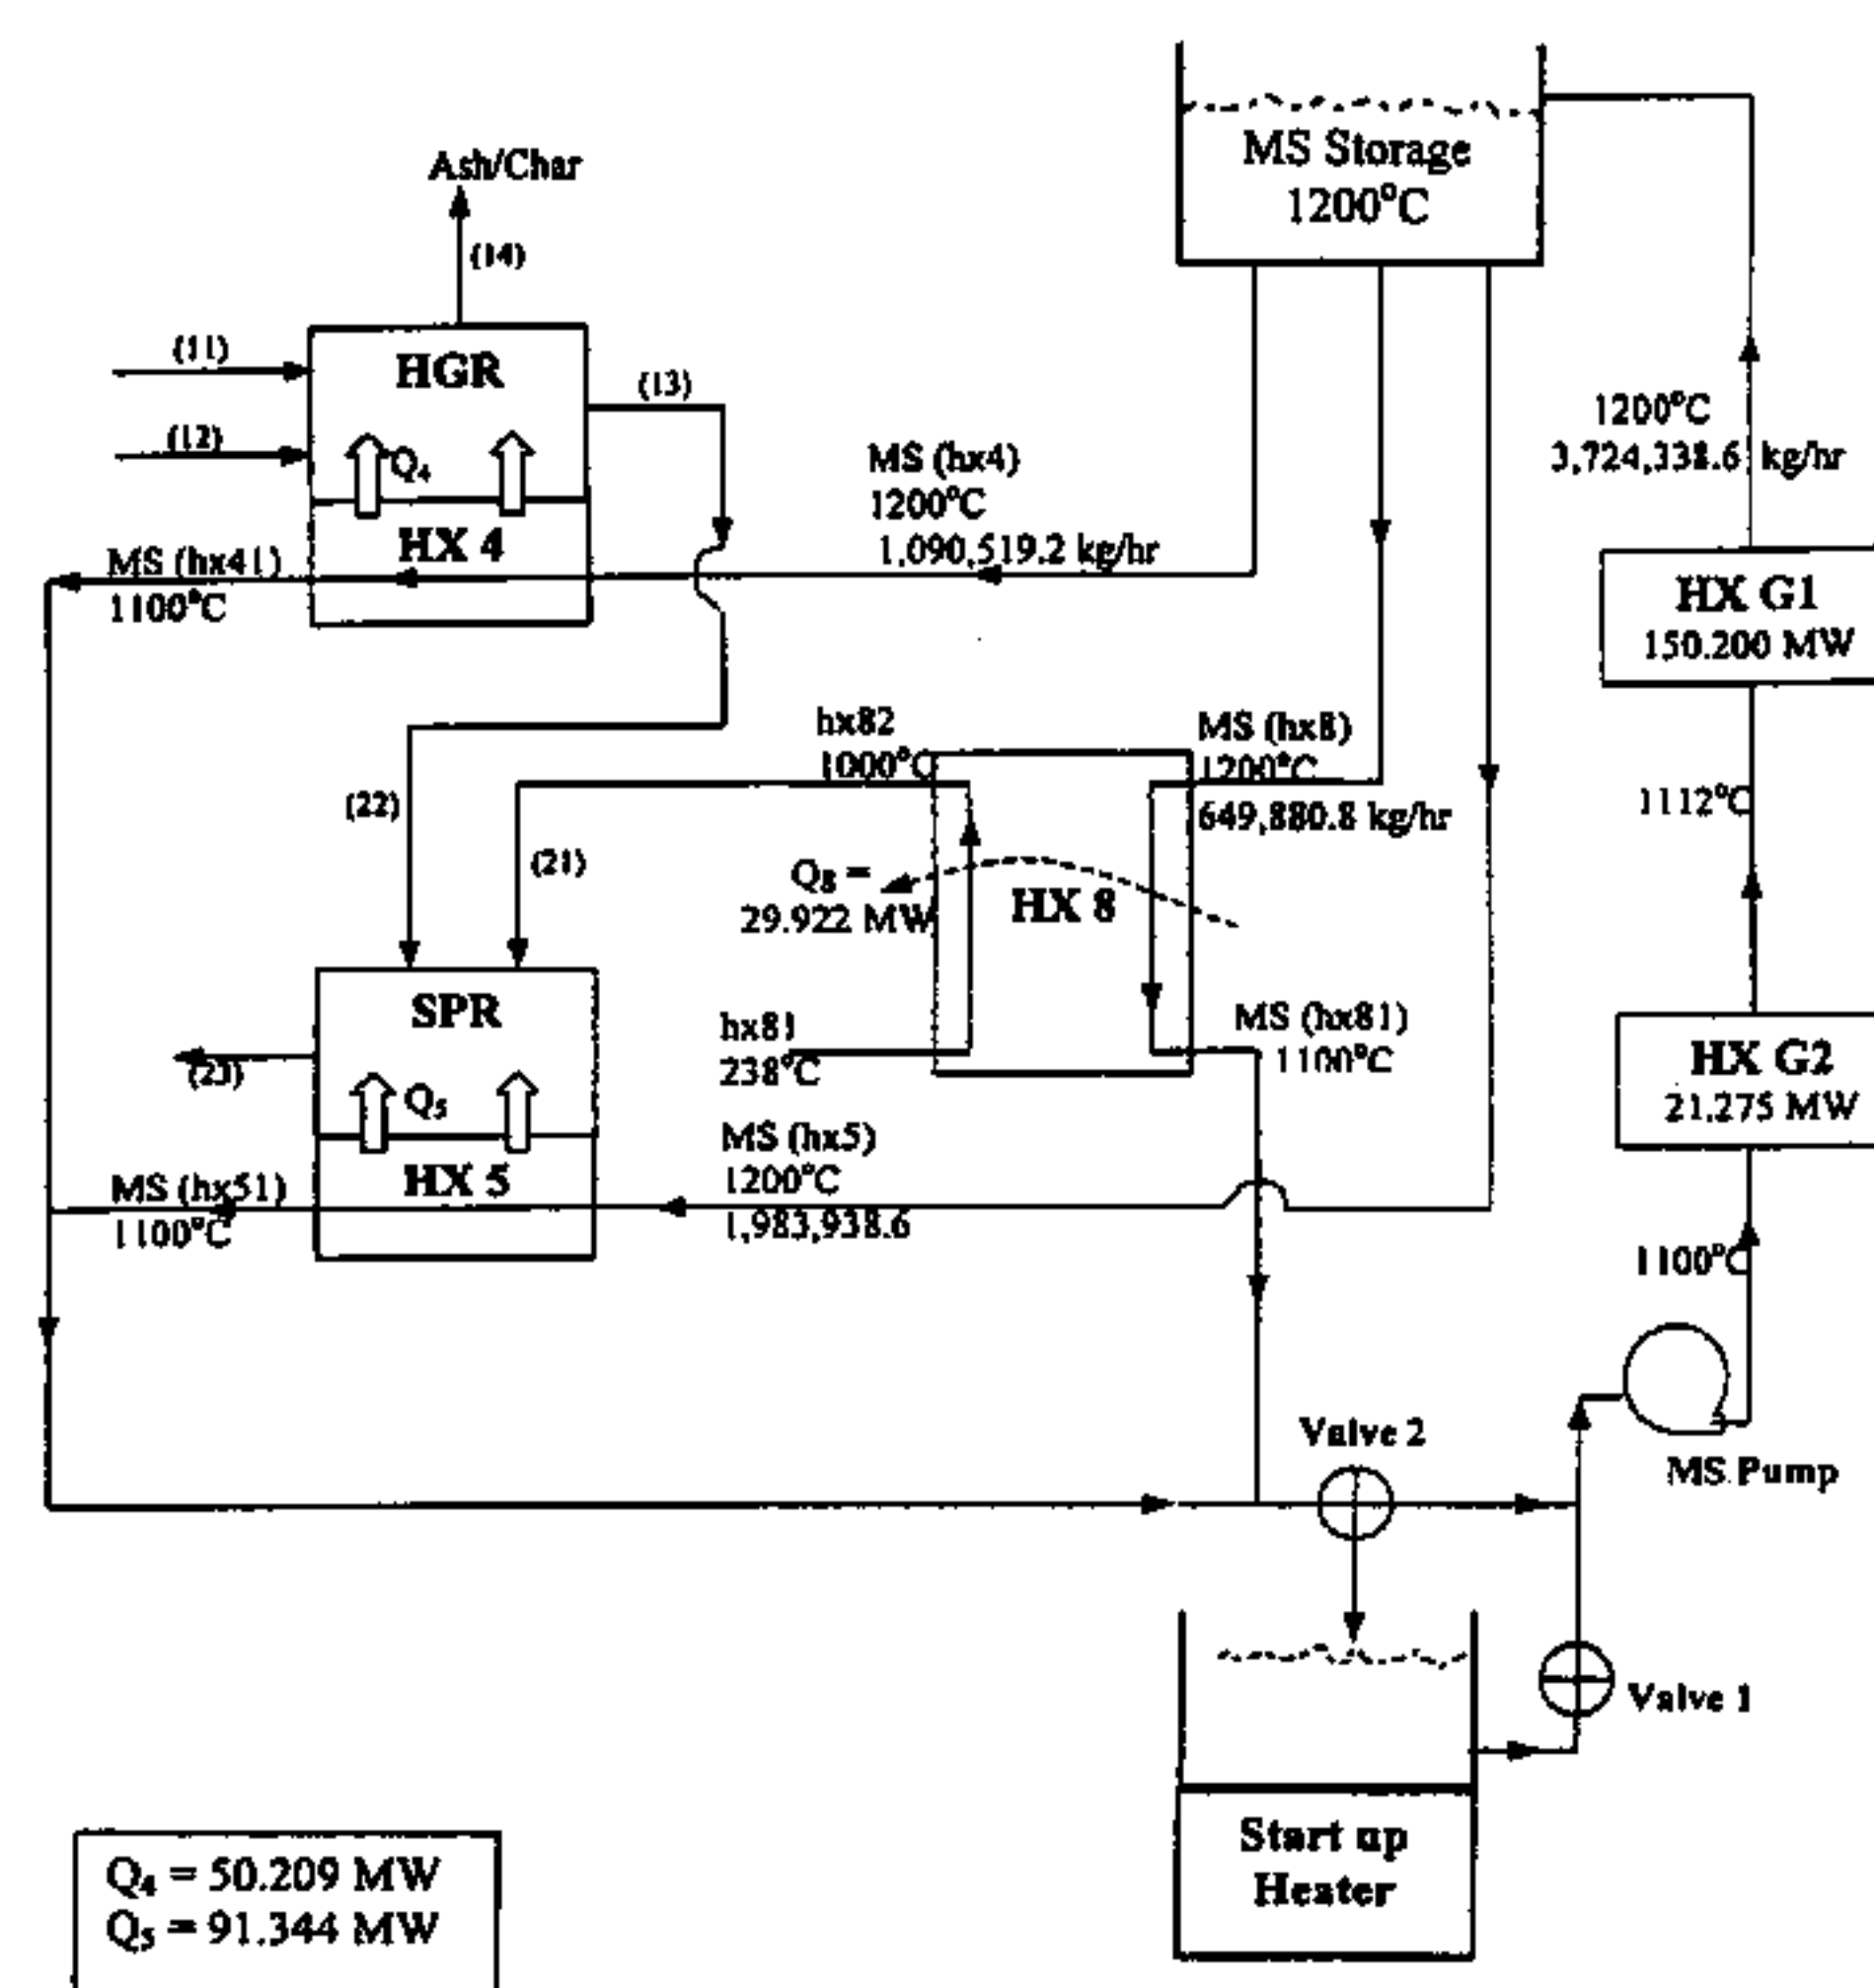 MS Storage
1200°C
Ash/Char
(14)
(11)
HGR
(13)
(12)
Q4
1200°C
3,724,338.6 kg/hr
MS (hx4)
1200°C
1,090,519.2 kg/hr
HX 4
MS (hx41)
1100°C
HX G1
150.200 MW
hx82
1000°C
MS (hx8)
1200°C
649,880.8 kg/hr
(22)
(21)
1112°C
Q8 =
29.922 MW
HX 8
SPR
hx81
238°C
MS (hx81)
1100°C
HX G2
21.275 MW
(23)
Q5
MS (hx5)
1200°C
1,983,938.6
HX 5
MS (hx51)
1100°C
1100°C
Valve 2
MS Pump
Valve 1
Start up
Heater
Q4 = 50.209 MW
Q5 = 91.344 MW